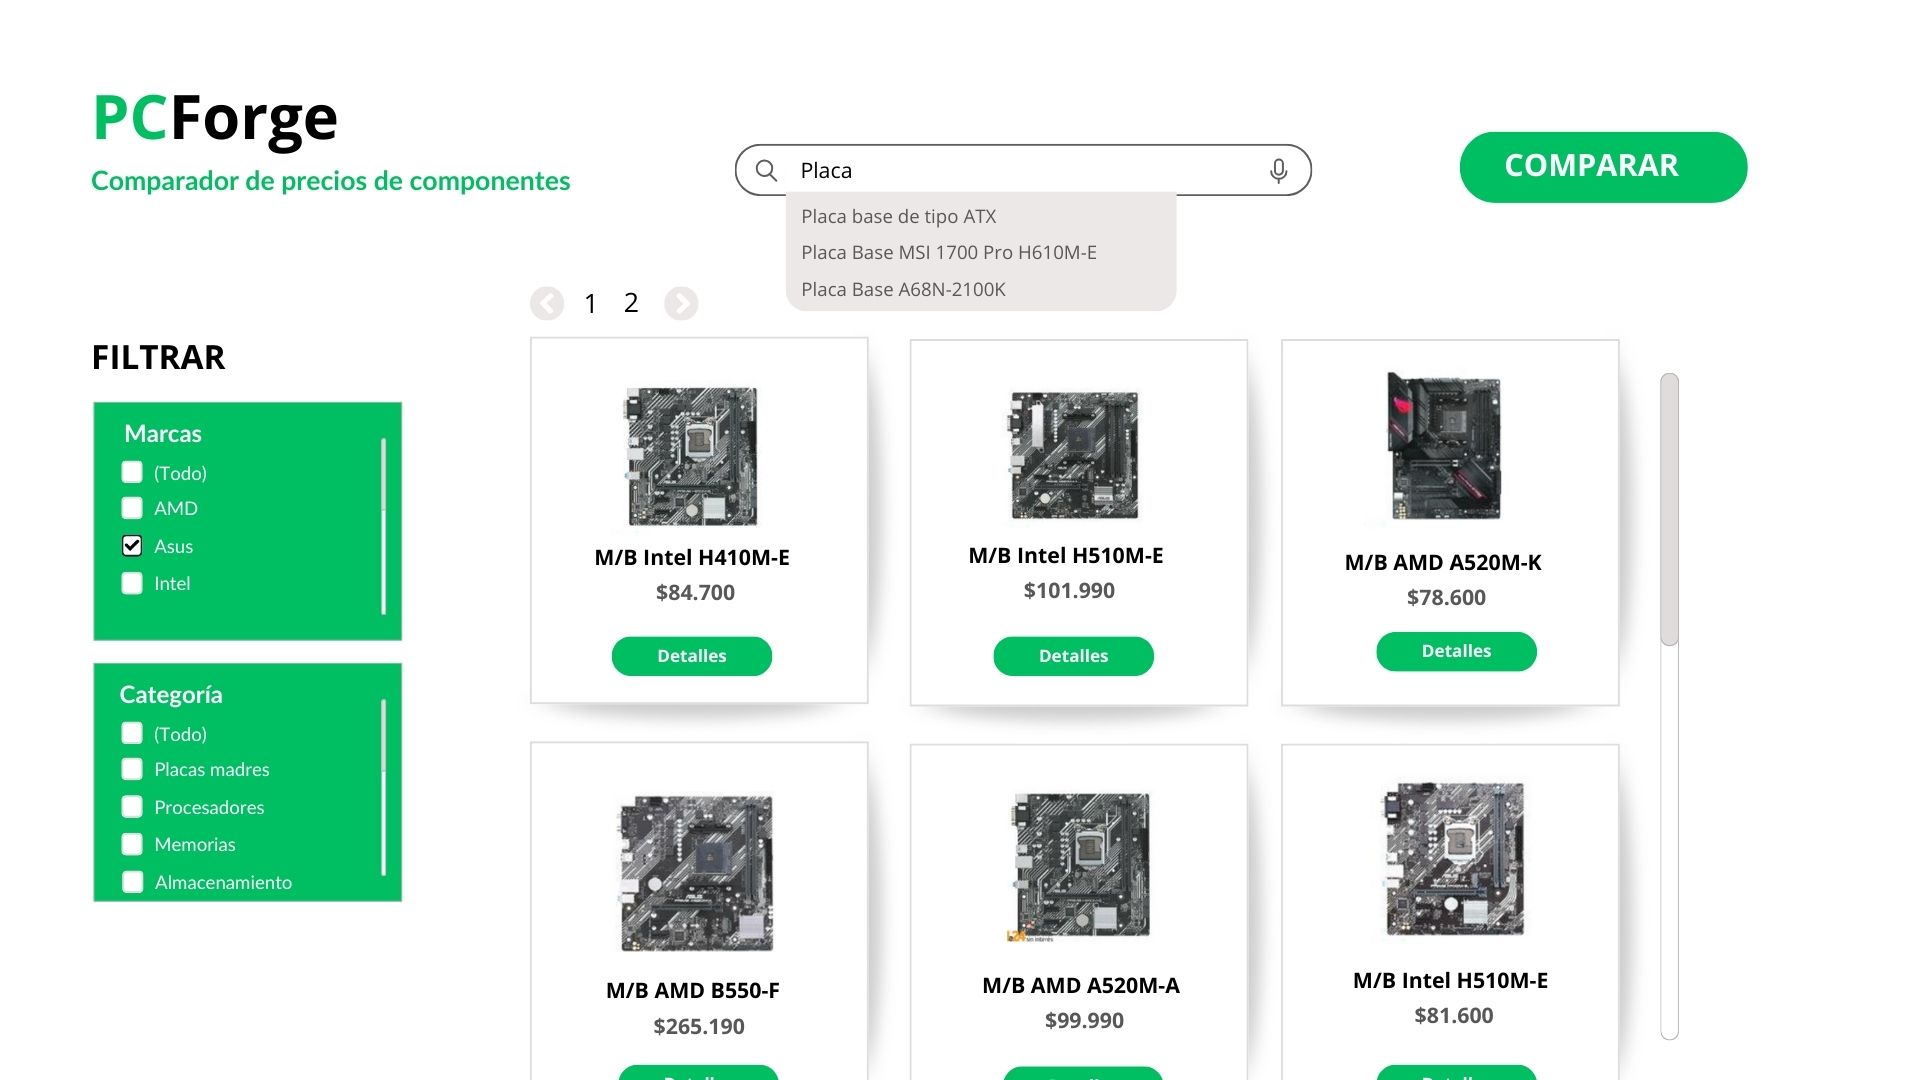 PCForge
Comparador de precios de componentes
Placa
COMPARAR
Placa base de tipo ATX
Placa Base MSI 1700 Pro H610M-E
Placa Base A68N-2100K
1 2
FILTRAR
Marcas
(Todo)
AMD
Asus
Intel
Categoría
(Todo)
Placas madres
Procesadores
Memorias
Almacenamiento
M/B Intel H410M-E
$84.700
Detalles
M/B Intel H510M-E
$101.990
Detalles
M/B AMD A520M-K
$78.600
Detalles
M/B AMD B550-F
$265.190
M/B AMD A520M-A
$99.990
M/B Intel H510M-E
$81.600